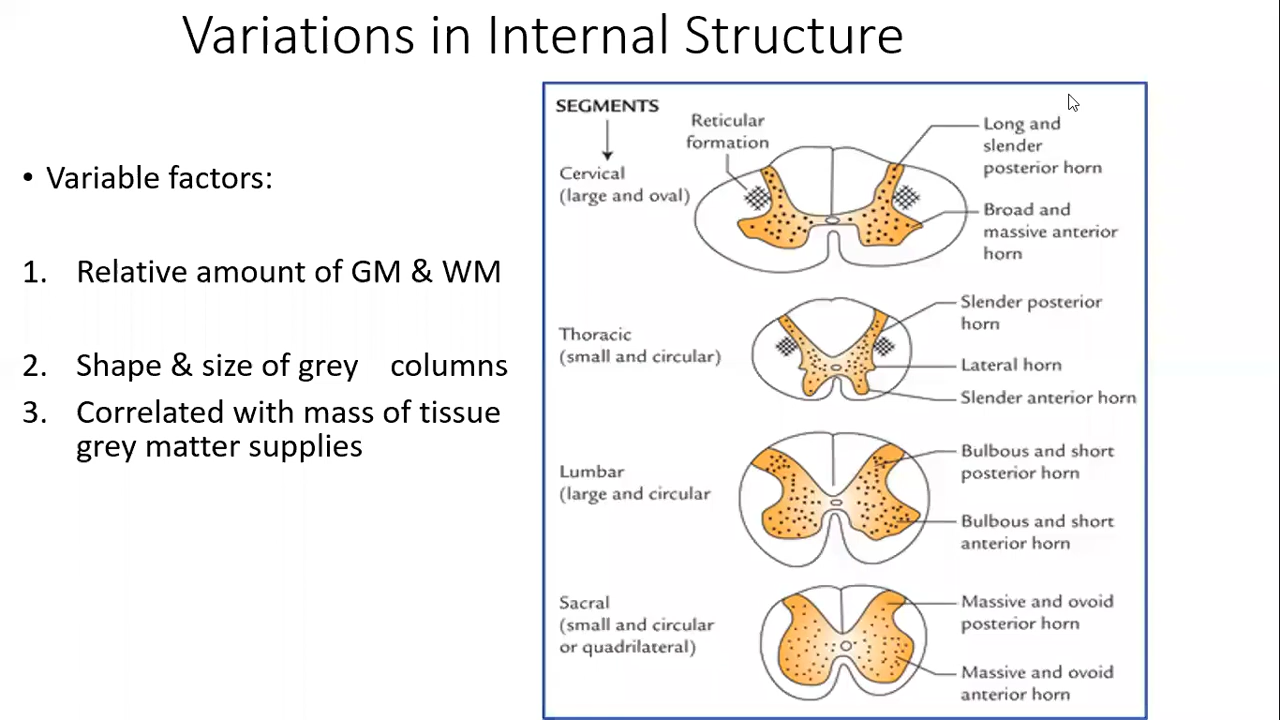 Variations in Internal Structure
• Variable factors:
1. Relative amount of GM & WM
2. Shape & size of grey columns
3. Correlated with mass of tissue
grey matter supplies
SEGMENTS
Reticular
formation
Cervical
(large and oval)
Long and
slender
posterior horn
Broad and
massive anterior
horn
Thoracic
(small and circular)
Slender posterior
horn
Lateral horn
Slender anterior horn
Lumbar
(large and circular
Bulbous and short
posterior horn
Bulbous and short
anterior horn
Sacral
(small and circular
or quadrilateral)
Massive and ovoid
posterior horn
Massive and ovoid
anterior horn